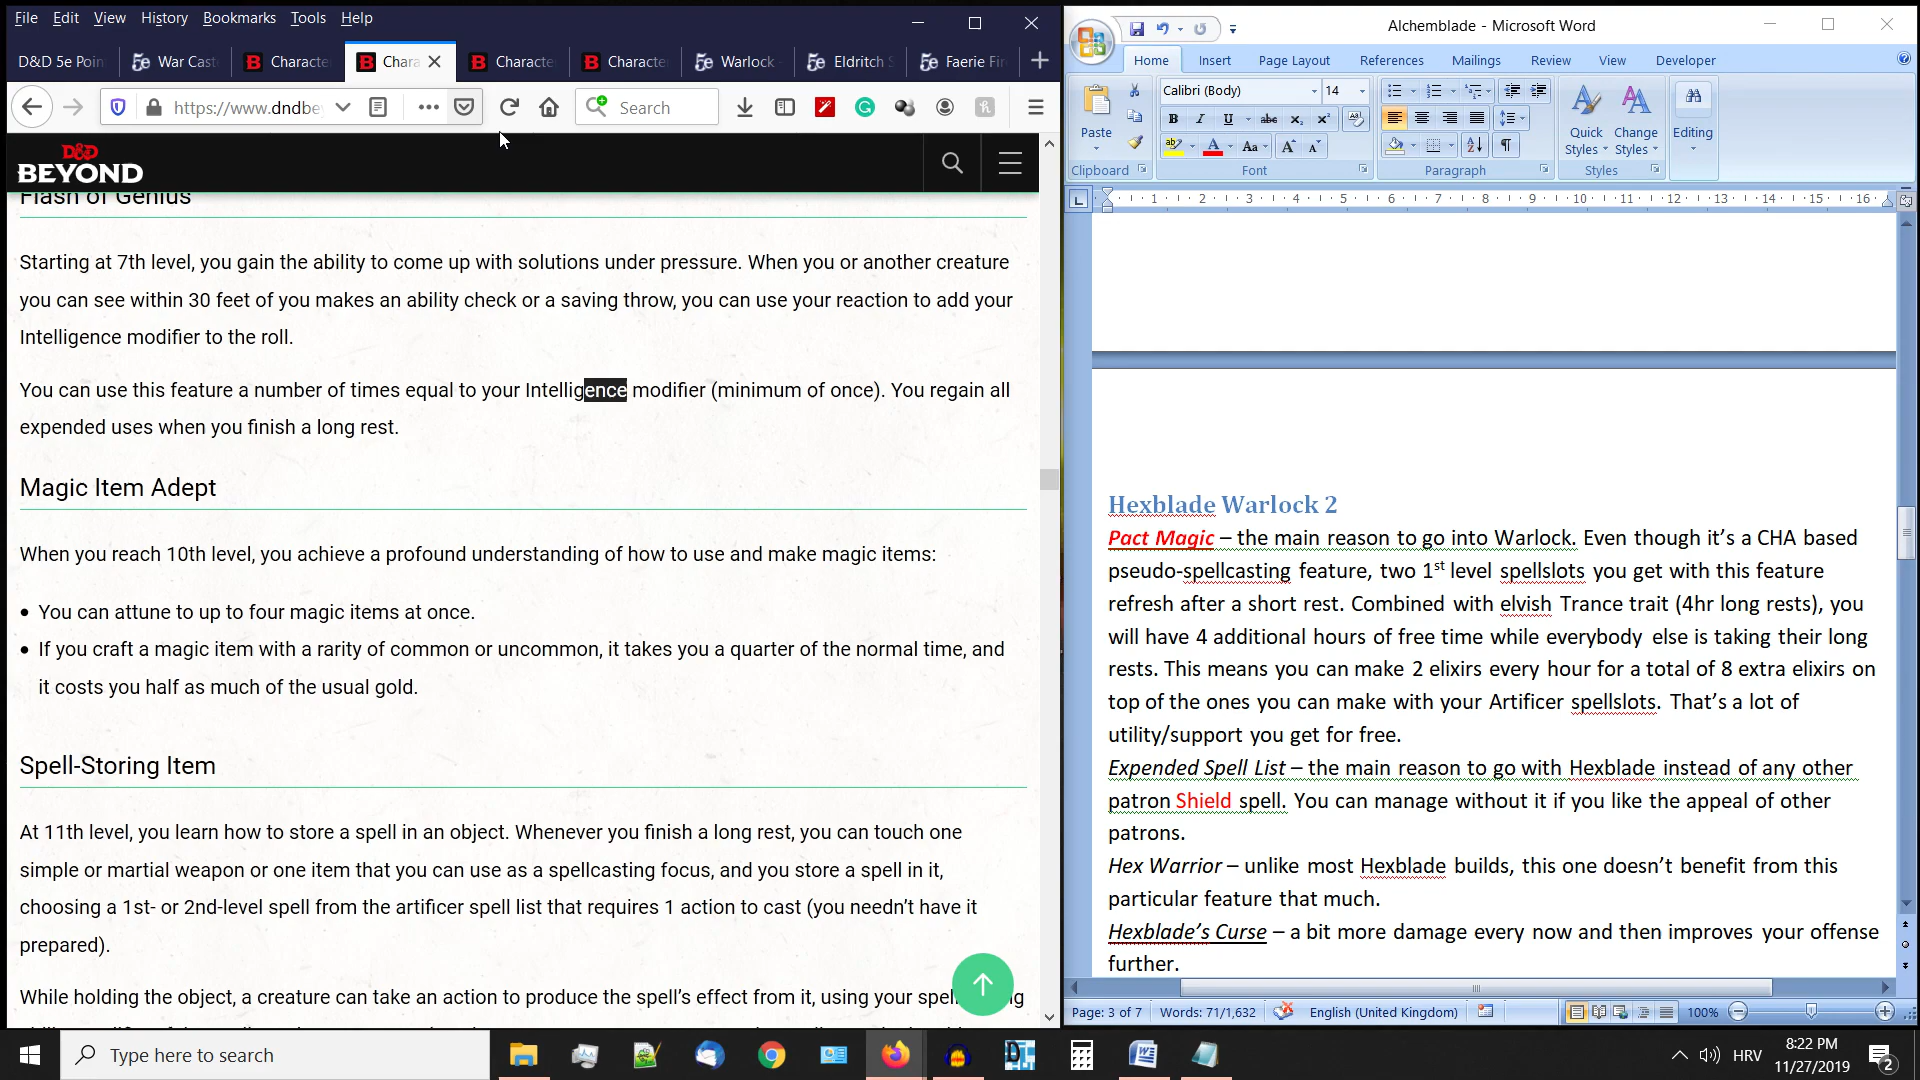 File Edit View History Bookmarks Tools Help
D&D 5e Poin
War Cast
Characte
Chara
Characte
Characte
Warlock -
Eldritch S
Faerie Fir
https://www.dndbe
Search
D&D
BEYOND
Flash of Genius
Starting at 7th level, you gain the ability to come up with solutions under pressure. When you or another creature
you can see within 30 feet of you makes an ability check or a saving throw, you can use your reaction to add your
Intelligence modifier to the roll.
You can use this feature a number of times equal to your Intelligence modifier (minimum of once). You regain all
expended uses when you finish a long rest.
Magic Item Adept
When you reach 10th level, you achieve a profound understanding of how to use and make magic items:
• You can attune to up to four magic items at once.
• If you craft a magic item with a rarity of common or uncommon, it takes you a quarter of the normal time, and
it costs you half as much of the usual gold.
Spell-Storing Item
At 11th level, you learn how to store a spell in an object. Whenever you finish a long rest, you can touch one
simple or martial weapon or one item that you can use as a spellcasting focus, and you store a spell in it,
choosing a 1st- or 2nd-level spell from the artificer spell list that requires 1 action to cast (you needn't have it
prepared).
While holding the object, a creature can take an action to produce the spell's effect from it, using your
Alchemblade - Microsoft Word
Home Insert Page Layout References Mailings Review View Developer
Calibri (Body) 14
Paste
Quick Styles
Change Styles
Editing
Clipboard Font Paragraph Styles
1 2 3 4 5 6 7 8 9 10 11 12 13 14 15 16
Hexblade Warlock 2
Pact Magic – the main reason to go into Warlock. Even though it's a CHA based
pseudo-spellcasting feature, two 1st level spellslots you get with this feature
refresh after a short rest. Combined with elvish Trance trait (4hr long rests), you
will have 4 additional hours of free time while everybody else is taking their long
rests. This means you can make 2 elixirs every hour for a total of 8 extra elixirs on
top of the ones you can make with your Artificer spellslots. That's a lot of
utility/support you get for free.
Expended Spell List – the main reason to go with Hexblade instead of any other
patron Shield spell. You can manage without it if you like the appeal of other
patrons.
Hex Warrior – unlike most Hexblade builds, this one doesn't benefit from this
particular feature that much.
Hexblade's Curse – a bit more damage every now and then improves your offense
further.
Page: 3 of 7 Words: 71/1,632 English (United Kingdom) 100%
Type here to search
HRV
8:22 PM
11/27/2019
2